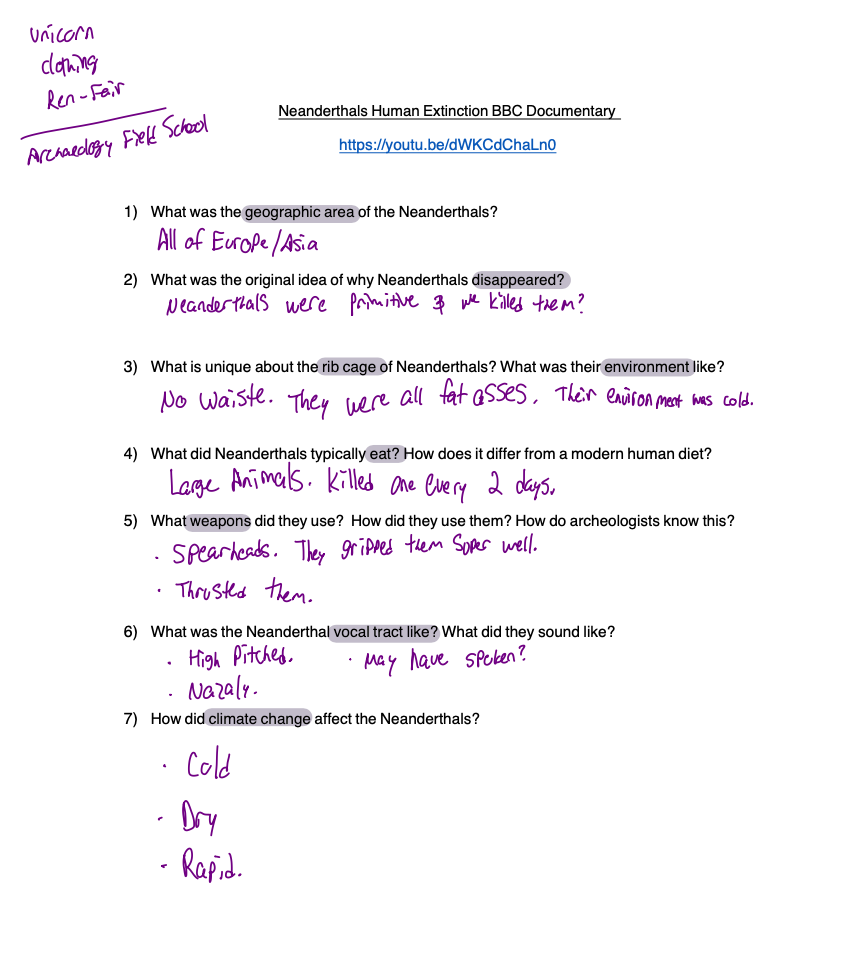 unicorn
clothing
Ren-Fair
Archaeology Field School
Neanderthals Human Extinction BBC Documentary
https://youtu.be/dWKCdChaLn0
1) What was the geographic area of the Neanderthals?
All of Europe/Asia
2) What was the original idea of why Neanderthals disappeared?
Neanderthals were primitive & we killed them?
3) What is unique about the rib cage of Neanderthals? What was their environment like?
No waiste. They were all fat asses. Their environment was cold.
4) What did Neanderthals typically eat? How does it differ from a modern human diet?
Large Animals. Killed one every 2 days.
5) What weapons did they use? How did they use them? How do archeologists know this?
· Spearheads. They gripped them super well.
· Thrusted them.
6) What was the Neanderthal vocal tract like? What did they sound like?
· High Pitched. · May have spoken?
· Nazaly.
7) How did climate change affect the Neanderthals?
· Cold
· Dry
- Rapid.